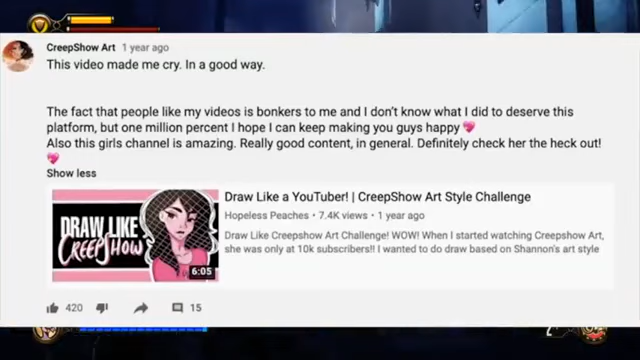 CreepShow Art 1 year ago
This video made me cry. In a good way.
The fact that people like my videos is bonkers to me and I don't know what I did to deserve this
platform, but one million percent I hope I can keep making you guys happy 💖
Also this girls channel is amazing. Really good content, in general. Definitely check her the heck out!
💖
Show less
DRAW LIKE
CREEPSHOW
6:05
Draw Like a YouTuber! | CreepShow Art Style Challenge
Hopeless Peaches • 7.4K views • 1 year ago
Draw Like Creepshow Art Challenge! WOW! When I started watching Creepshow Art,
she was only at 10k subscribers!! I wanted to do draw based on Shannon's art style
420 15